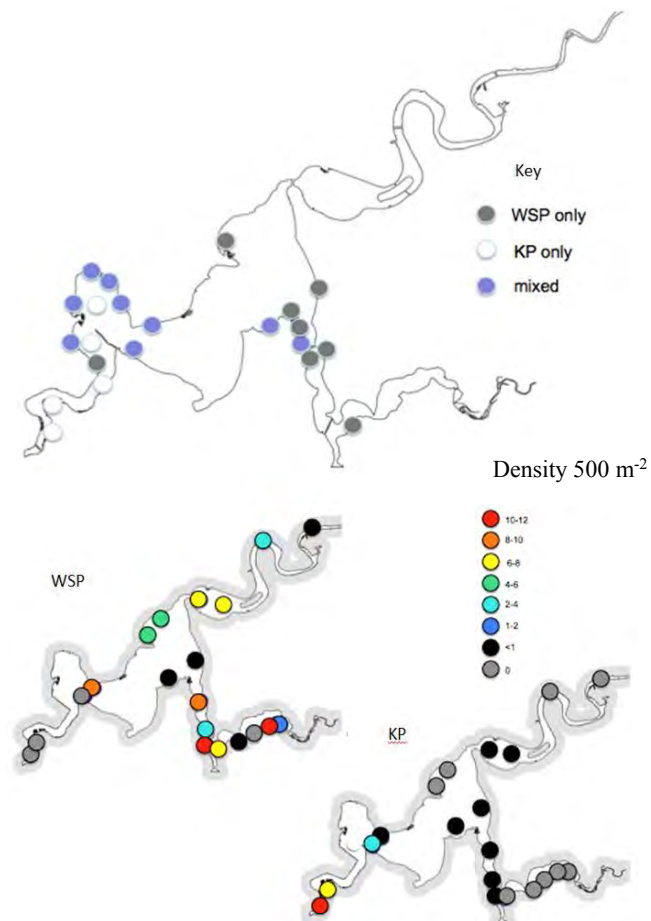 Key
WSP only
KP only
mixed
Density 500 m⁻²
WSP
10-12
8-10
6-8
4-6
2-4
1-2
<1
0
KP